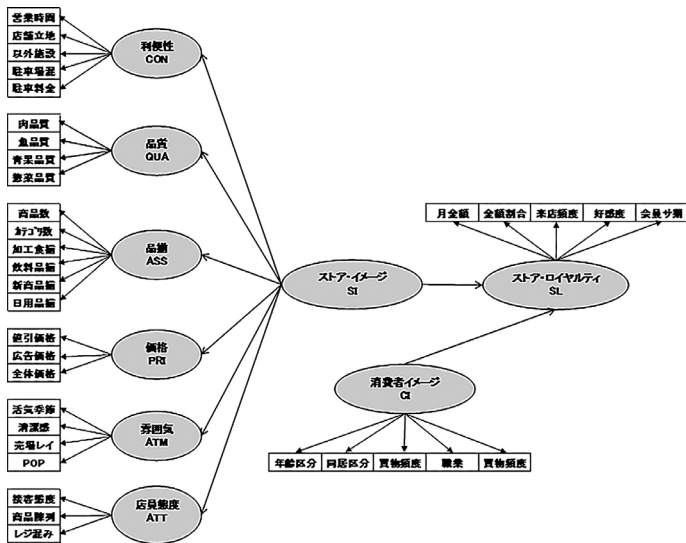 営業時間
店舗立地
以外施設
駐車場混
駐車料金
利便性
CON
肉品質
魚品質
青果品質
惣菜品質
品質
QUA
商品数
ｶﾃｺﾞﾘ数
加工食揃
飲料品揃
新商品揃
日用品揃
品揃
ASS
値引価格
広告価格
全体価格
価格
PRI
活気季節
清潔感
売場レイ
POP
雰囲気
ATM
接客態度
商品陳列
レジ混み
店員態度
ATT
ストア・イメージ
SI
月金額
金額割合
来店頻度
好感度
会員サ期
ストア・ロイヤルティ
SL
消費者イメージ
CI
年齢区分
同居区分
買物頻度
職業
買物頻度